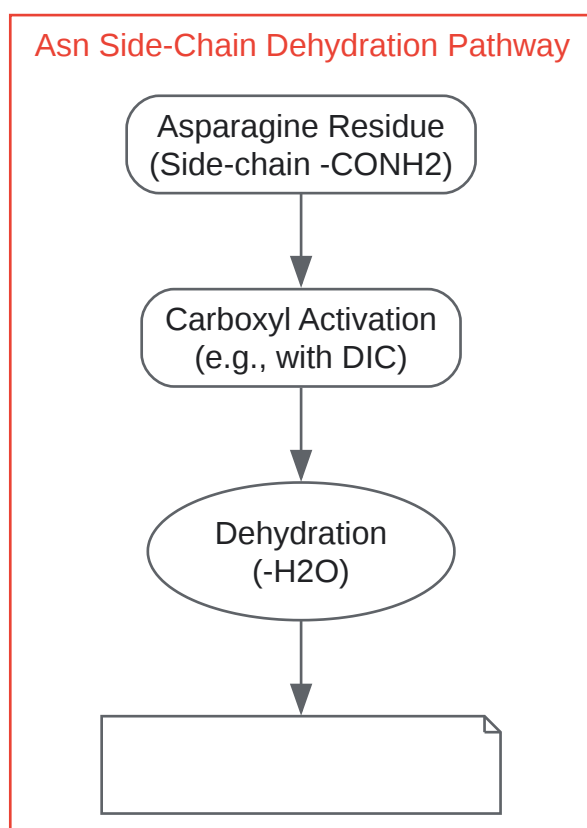 Asn Side-Chain Dehydration Pathway
Asparagine Residue
(Side-chain -CONH2)
Carboxyl Activation
(e.g., with DIC)
Dehydration
(-H2O)